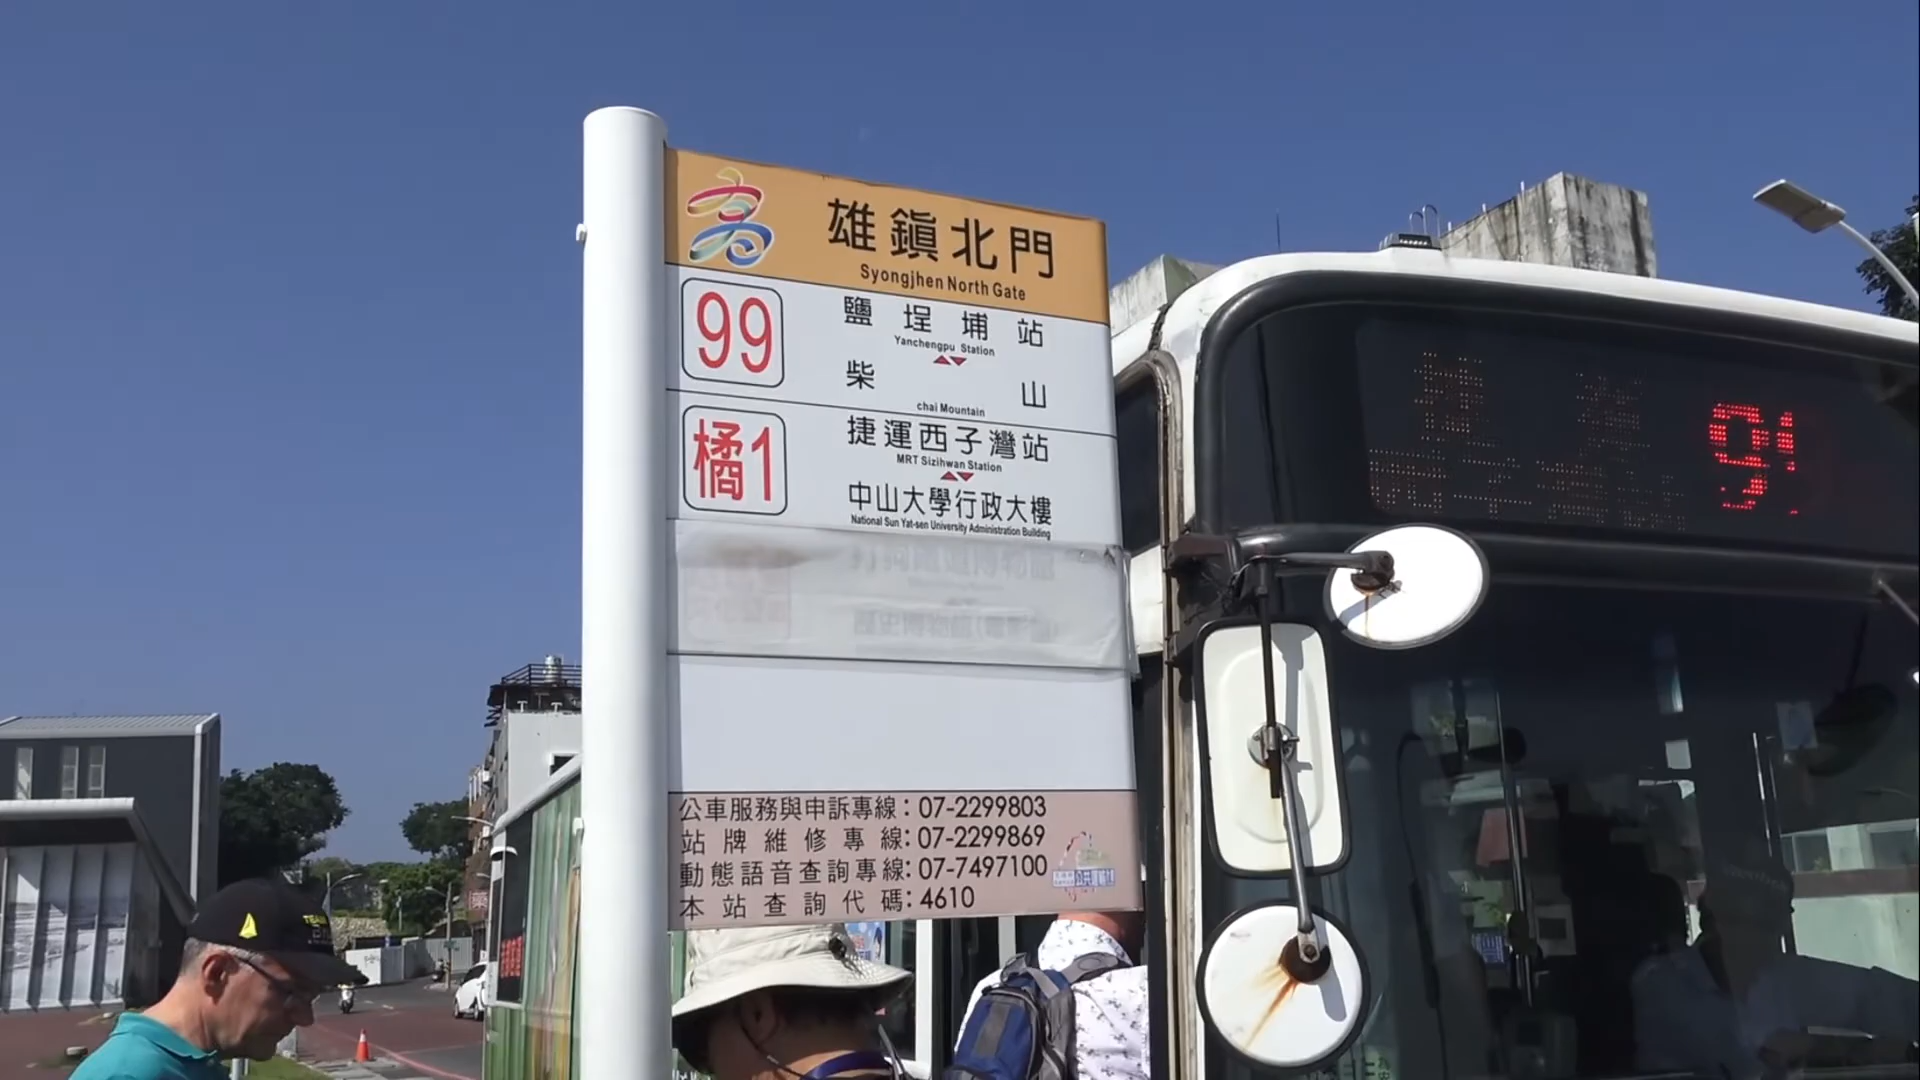 雄鎭北門
Syongjhen North Gate
99
鹽埕埔站
Yanchengpu Station
柴山
chai Mountain
橘1
捷運西子灣站
MRT Sizihwan Station
中山大學行政大樓
National Sun Yat-sen University Administration Building
公車服務與申訴專線：07-2299803
站牌維修專線：07-2299869
動態語音查詢專線：07-7497100
本站查詢代碼：4610